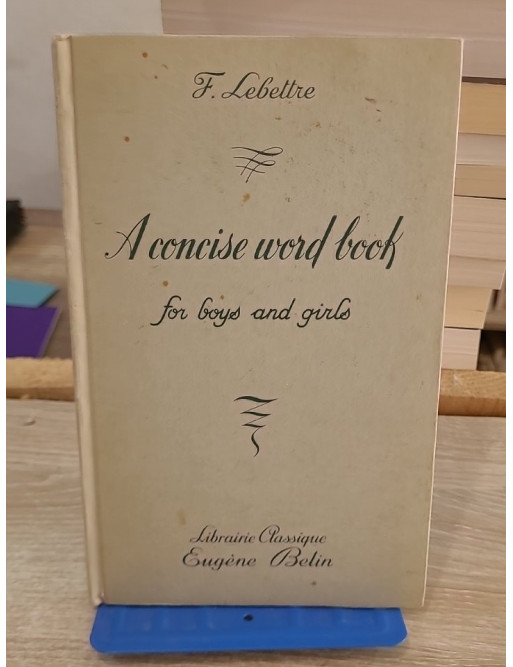 F. Lebettre
A concise word book
for boys and girls
Librairie Classique
Eugène Belin